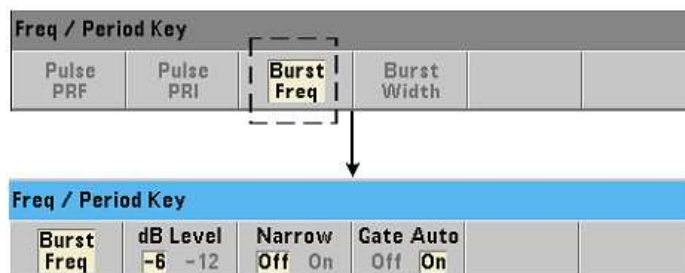 Freq / Period Key
Pulse PRF
Pulse PRI
Burst Freq
Burst Width
Freq / Period Key
Burst Freq
dB Level
-6 -12
Narrow
Off On
Gate Auto
Off On